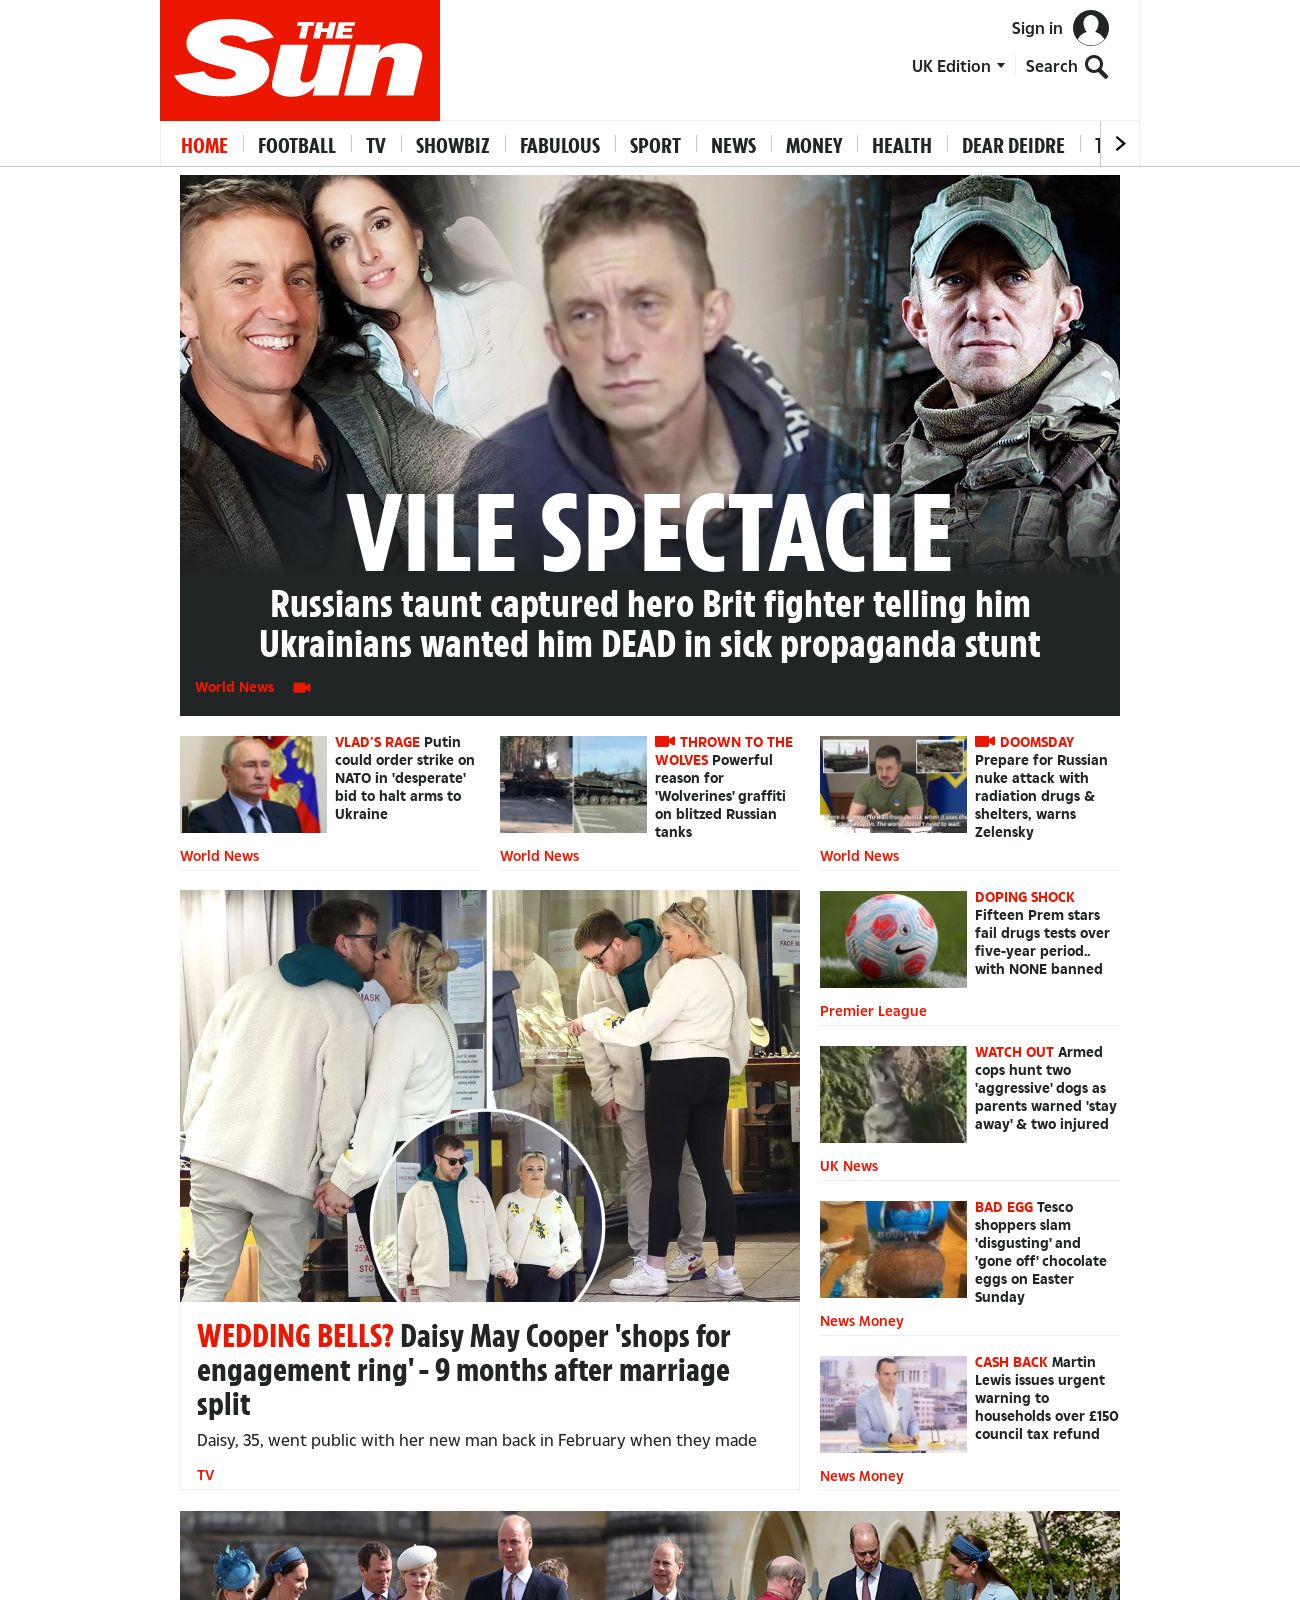 THE
Sun
Sign in
UK Edition
Search
HOME
FOOTBALL
TV
SHOWBIZ
FABULOUS
SPORT
NEWS
MONEY
HEALTH
DEAR DEIDRE
VILE SPECTACLE
Russians taunt captured hero Brit fighter telling him
Ukrainians wanted him DEAD in sick propaganda stunt
World News
VLAD'S RAGE Putin
could order strike on
NATO in 'desperate'
bid to halt arms to
Ukraine
World News
THROWN TO THE
WOLVES Powerful
reason for
'Wolverines' graffiti
on blitzed Russian
tanks
World News
DOOMSDAY
Prepare for Russian
nuke attack with
radiation drugs &
shelters, warns
Zelensky
World News
MASK
FACE MA
WEDDING BELLS? Daisy May Cooper 'shops for
engagement ring' - 9 months after marriage
split
Daisy, 35, went public with her new man back in February when they made
TV
DOPING SHOCK
Fifteen Prem stars
fail drugs tests over
five-year period..
with NONE banned
Premier League
WATCH OUT Armed
cops hunt two
'aggressive' dogs as
parents warned 'stay
away' & two injured
UK News
BOUNTY
BAD EGG Tesco
shoppers slam
'disgusting' and
'gone off' chocolate
eggs on Easter
Sunday
News Money
CASH BACK Martin
Lewis issues urgent
warning to
households over £150
council tax refund
News Money